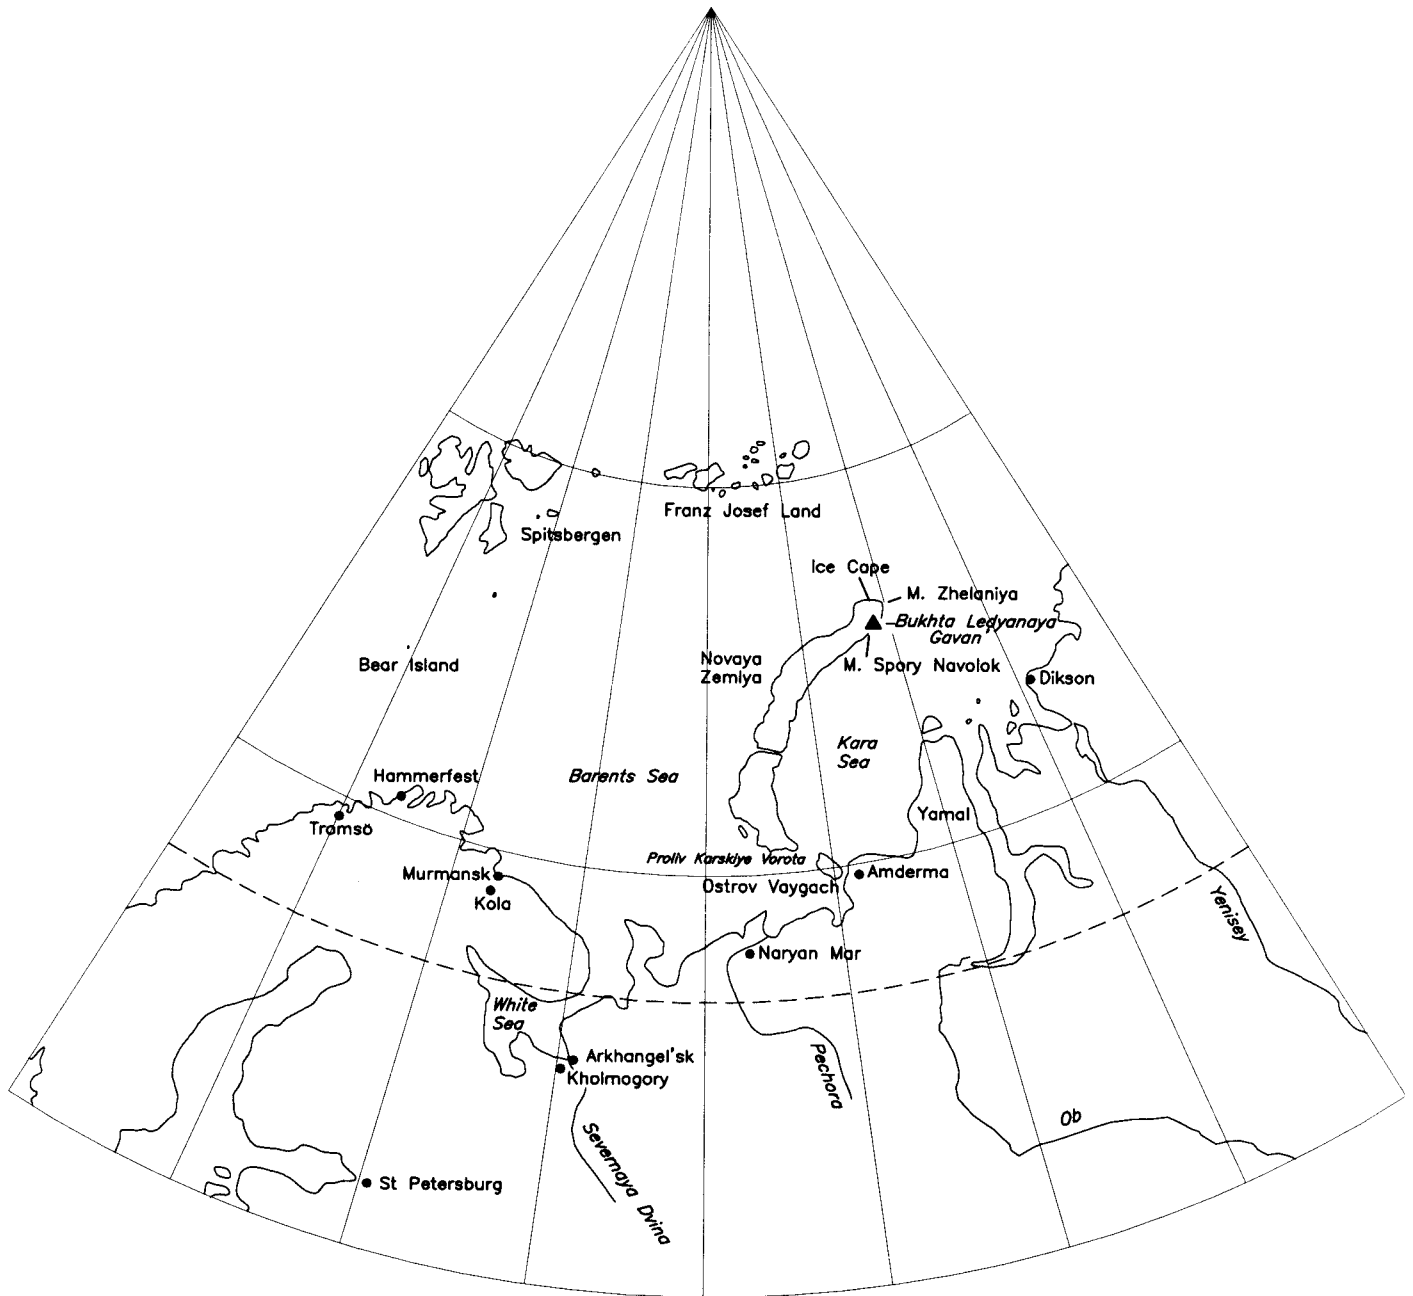 Franz Josef Land
Spitsbergen
Ice Cape
M. Zhelaniya
Bukhta Ledyanaya
Gavan'
Novaya
Zemlya
M. Spory Navolok
Bear Island
Dikson
Kara
Sea
Hammerfest
Barents Sea
Tromsö
Yamal
Proliv Karskiye Vorota
Murmansk
Ostrov Vaygach
Amderma
Kola
Yenisey
Naryan Mar
White
Sea
Arkhangel'sk
Kholmogory
Pechora
Ob
Severnaya Dvina
St Petersburg